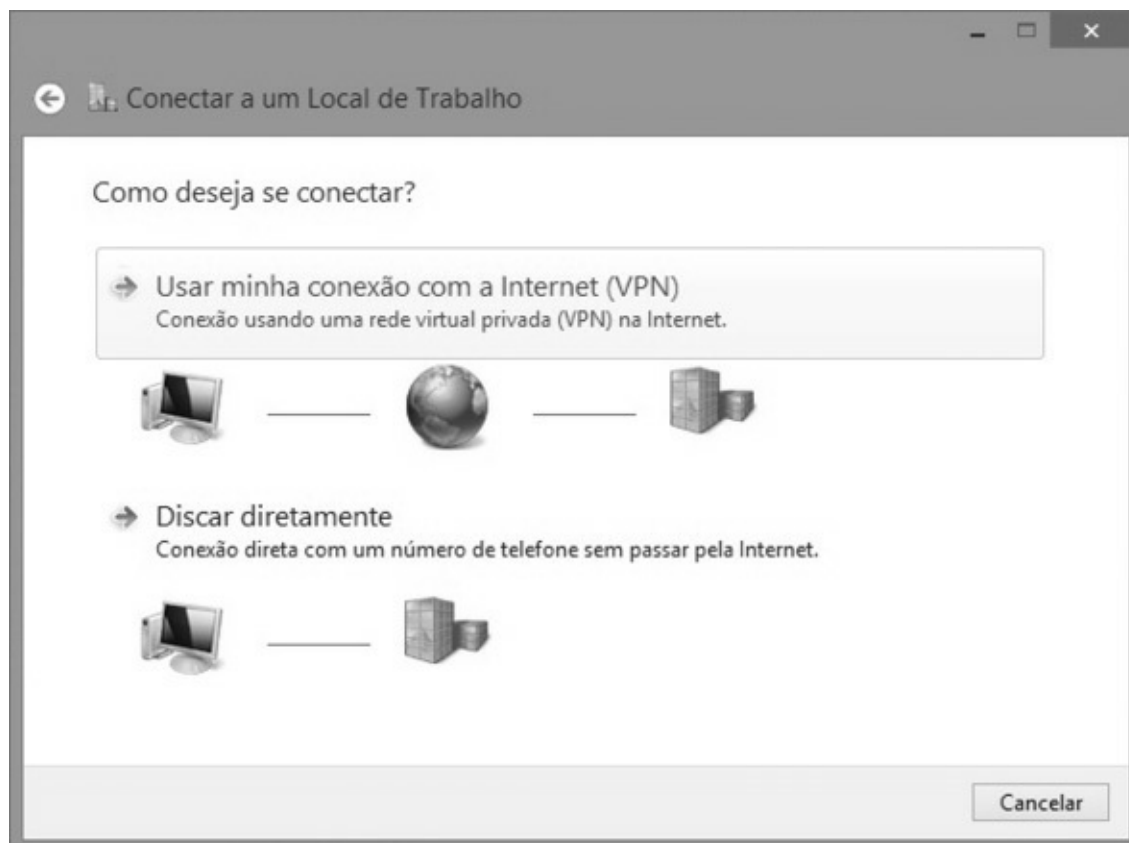 Conectar a um Local de Trabalho
Como deseja se conectar?
Usar minha conexão com a Internet (VPN)
Conexão usando uma rede virtual privada (VPN) na Internet.
Discar diretamente
Conexão direta com um número de telefone sem passar pela Internet.
Cancelar